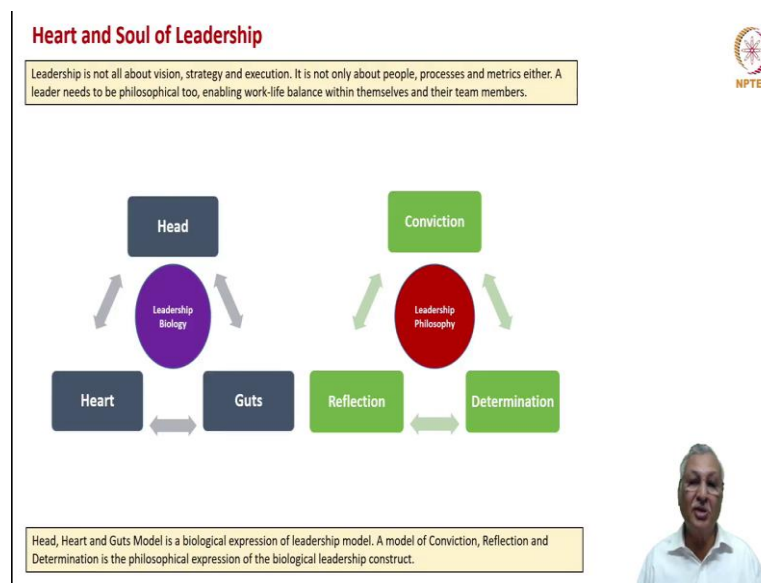 Heart and Soul of Leadership
Leadership is not all about vision, strategy and execution. It is not only about people, processes and metrics either. A
leader needs to be philosophical too, enabling work-life balance within themselves and their team members.
NPTE
Head
Leadership
Biology
Heart
Guts
Conviction
Leadership
Philosophy
Reflection
Determination
Head, Heart and Guts Model is a biological expression of leadership model. A model of Conviction, Reflection and
Determination is the philosophical expression of the biological leadership construct.